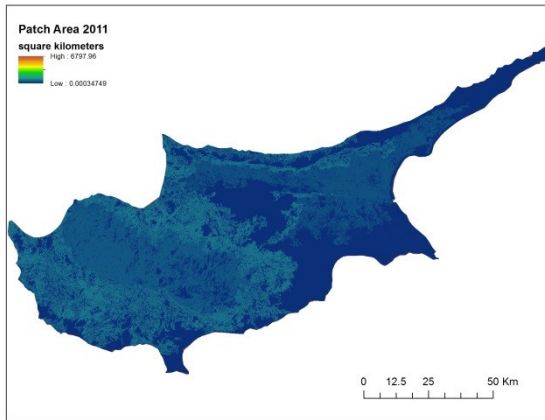 Patch Area 2011
square kilometers
High : 6797.96
Low : 0.00034749
0 12.5 25 50 Km